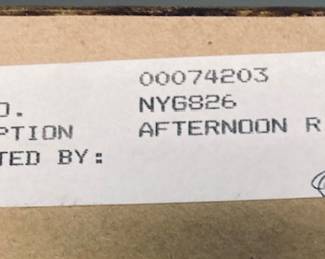 00074203
O. NYG826
PTION AFTERNOON R
TED BY: